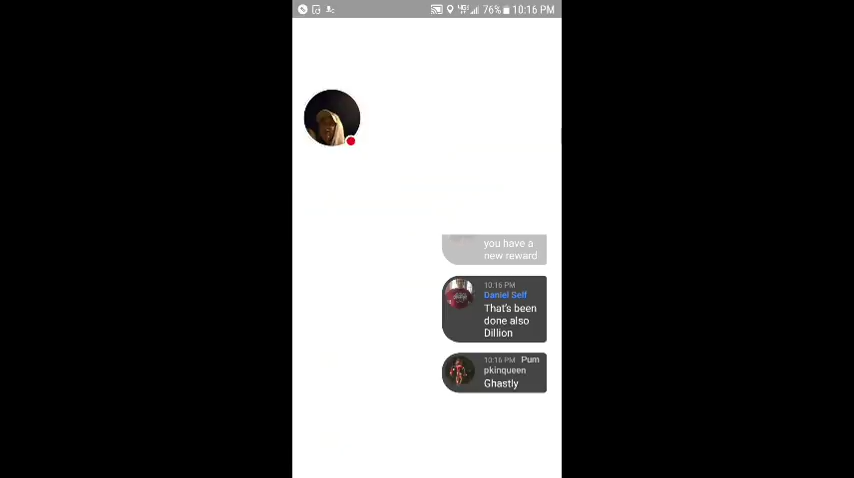 76% 10:16 PM
you have a
new reward
10:16 PM
Daniel Self
That's been
done also
Dillion
10:16 PM Pum
pkinqueen
Ghastly